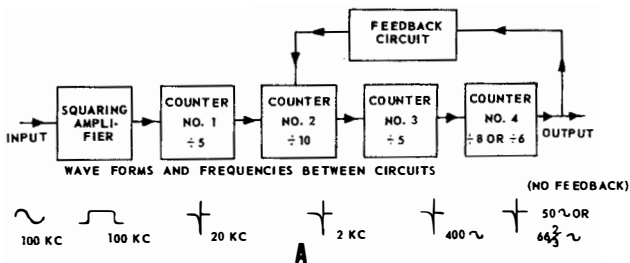 FEEDBACK
CIRCUIT
INPUT
SQUARING
AMPLI-
FIER
COUNTER
NO. 1
÷5
COUNTER
NO. 2
÷10
COUNTER
NO. 3
÷5
COUNTER
NO. 4
÷8 OR ÷6
OUTPUT
WAVE FORMS AND FREQUENCIES BETWEEN CIRCUITS
(NO FEEDBACK)
100 KC
100 KC
20 KC
2 KC
400 ~
50 ~ OR
66 2/3 ~
A